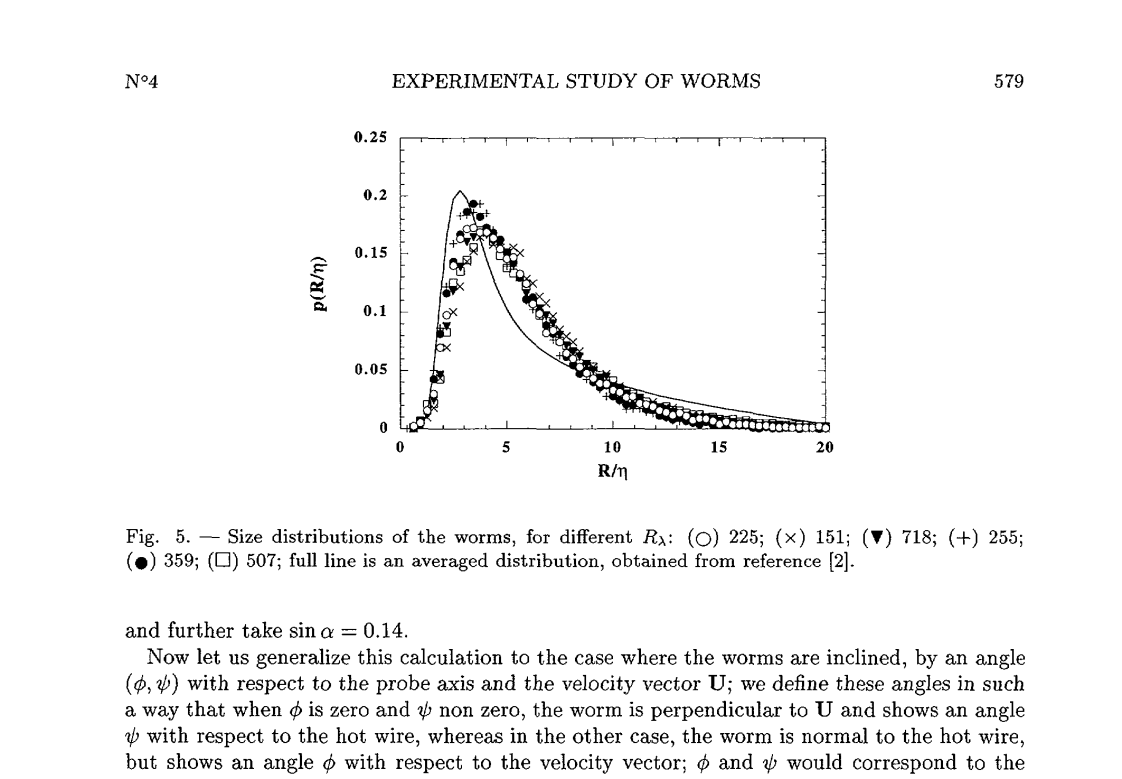 N°4 EXPERIMENTAL STUDY OF WORMS 579
0.25
0.2
0.15
0.1
0.05
0
p(R/η)
0 5 10 15 20
R/η
Fig. 5. — Size distributions of the worms, for different Rλ: (○) 225; (×) 151; (▼) 718; (+) 255;
(●) 359; (□) 507; full line is an averaged distribution, obtained from reference [2].
and further take sin α = 0.14.
Now let us generalize this calculation to the case where the worms are inclined, by an angle
(ϕ, ψ) with respect to the probe axis and the velocity vector U; we define these angles in such
a way that when ϕ is zero and ψ non zero, the worm is perpendicular to U and shows an angle
ψ with respect to the hot wire, whereas in the other case, the worm is normal to the hot wire,
but shows an angle ϕ with respect to the velocity vector; ϕ and ψ would correspond to the